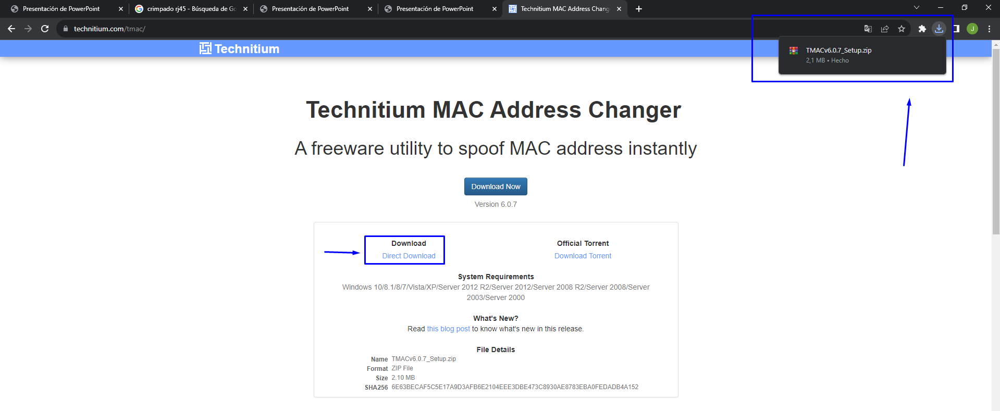 Presentación de PowerPoint
crimpado rj45 - Búsqueda de Go
Presentación de PowerPoint
Presentación de PowerPoint
Technitium MAC Address Chang
technitium.com/tmac/
J
Technitium
TMACv6.0.7_Setup.zip
2,1 MB • Hecho
Technitium MAC Address Changer
A freeware utility to spoof MAC address instantly
Download Now
Version 6.0.7
Download
Direct Download
Official Torrent
Download Torrent
System Requirements
Windows 10/8.1/8/7/Vista/XP/Server 2012 R2/Server 2012/Server 2008 R2/Server 2008/Server
2003/Server 2000
What's New?
Read this blog post to know what's new in this release.
File Details
Name TMACv6.0.7_Setup.zip
Format ZIP File
Size 2.10 MB
SHA256 6E63BECAF5C5E17A9D3AFB6E2104EEE3DBE473C8930AE8783EBA0FEDADB4A152